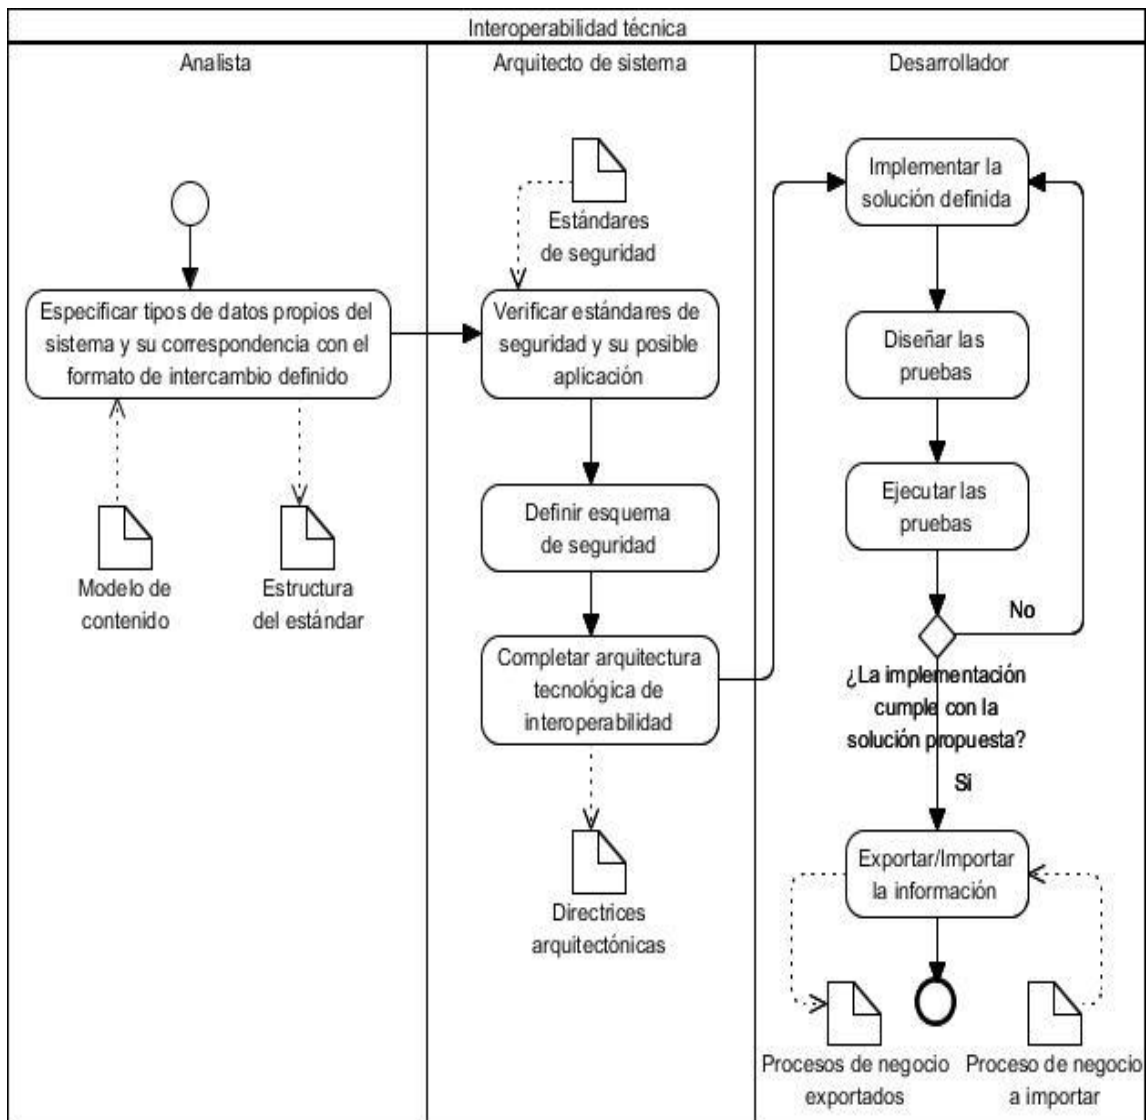 Interoperabilidad técnica
Analista
Arquitecto de sistema
Desarrollador
Especificar tipos de datos propios del
sistema y su correspondencia con el
formato de intercambio definido
Modelo de
contenido
Estructura
del estándar
Estándares
de seguridad
Verificar estándares de
seguridad y su posible
aplicación
Definir esquema
de seguridad
Completar arquitectura
tecnológica de
interoperabilidad
Directrices
arquitectónicas
Implementar la
solución definida
Diseñar las
pruebas
Ejecutar las
pruebas
No
¿La implementación
cumple con la
solución propuesta?
Si
Exportar/Importar
la información
Procesos de negocio
exportados
Proceso de negocio
a importar